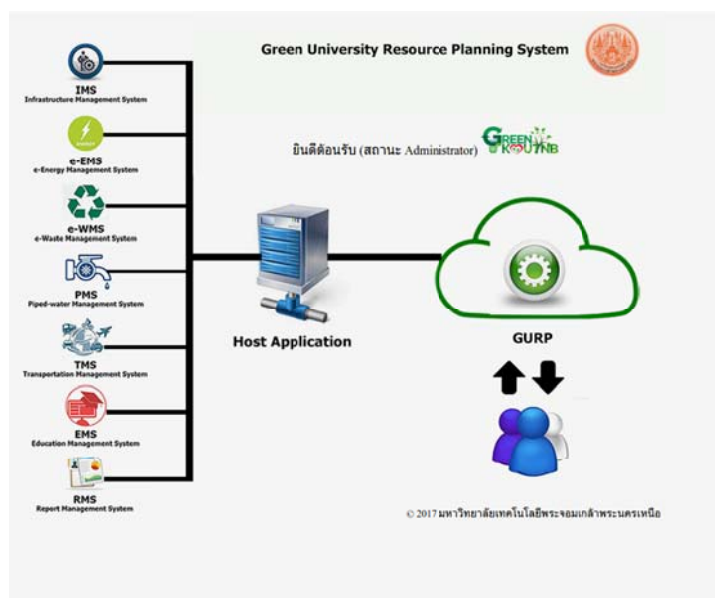 Green University Resource Planning System
ยินดีต้อนรับ (สถานะ Administrator)
GREEN
KMUTNB
IMS
Infrastructure Management System
ENERGY
e-EMS
e-Energy Management System
e-WMS
e-Waste Management System
PMS
Piped-water Management System
TMS
Transportation Management System
EMS
Education Management System
RMS
Report Management System
Host Application
GURP
© 2017 มหาวิทยาลัยเทคโนโลยีพระจอมเกล้าพระนครเหนือ